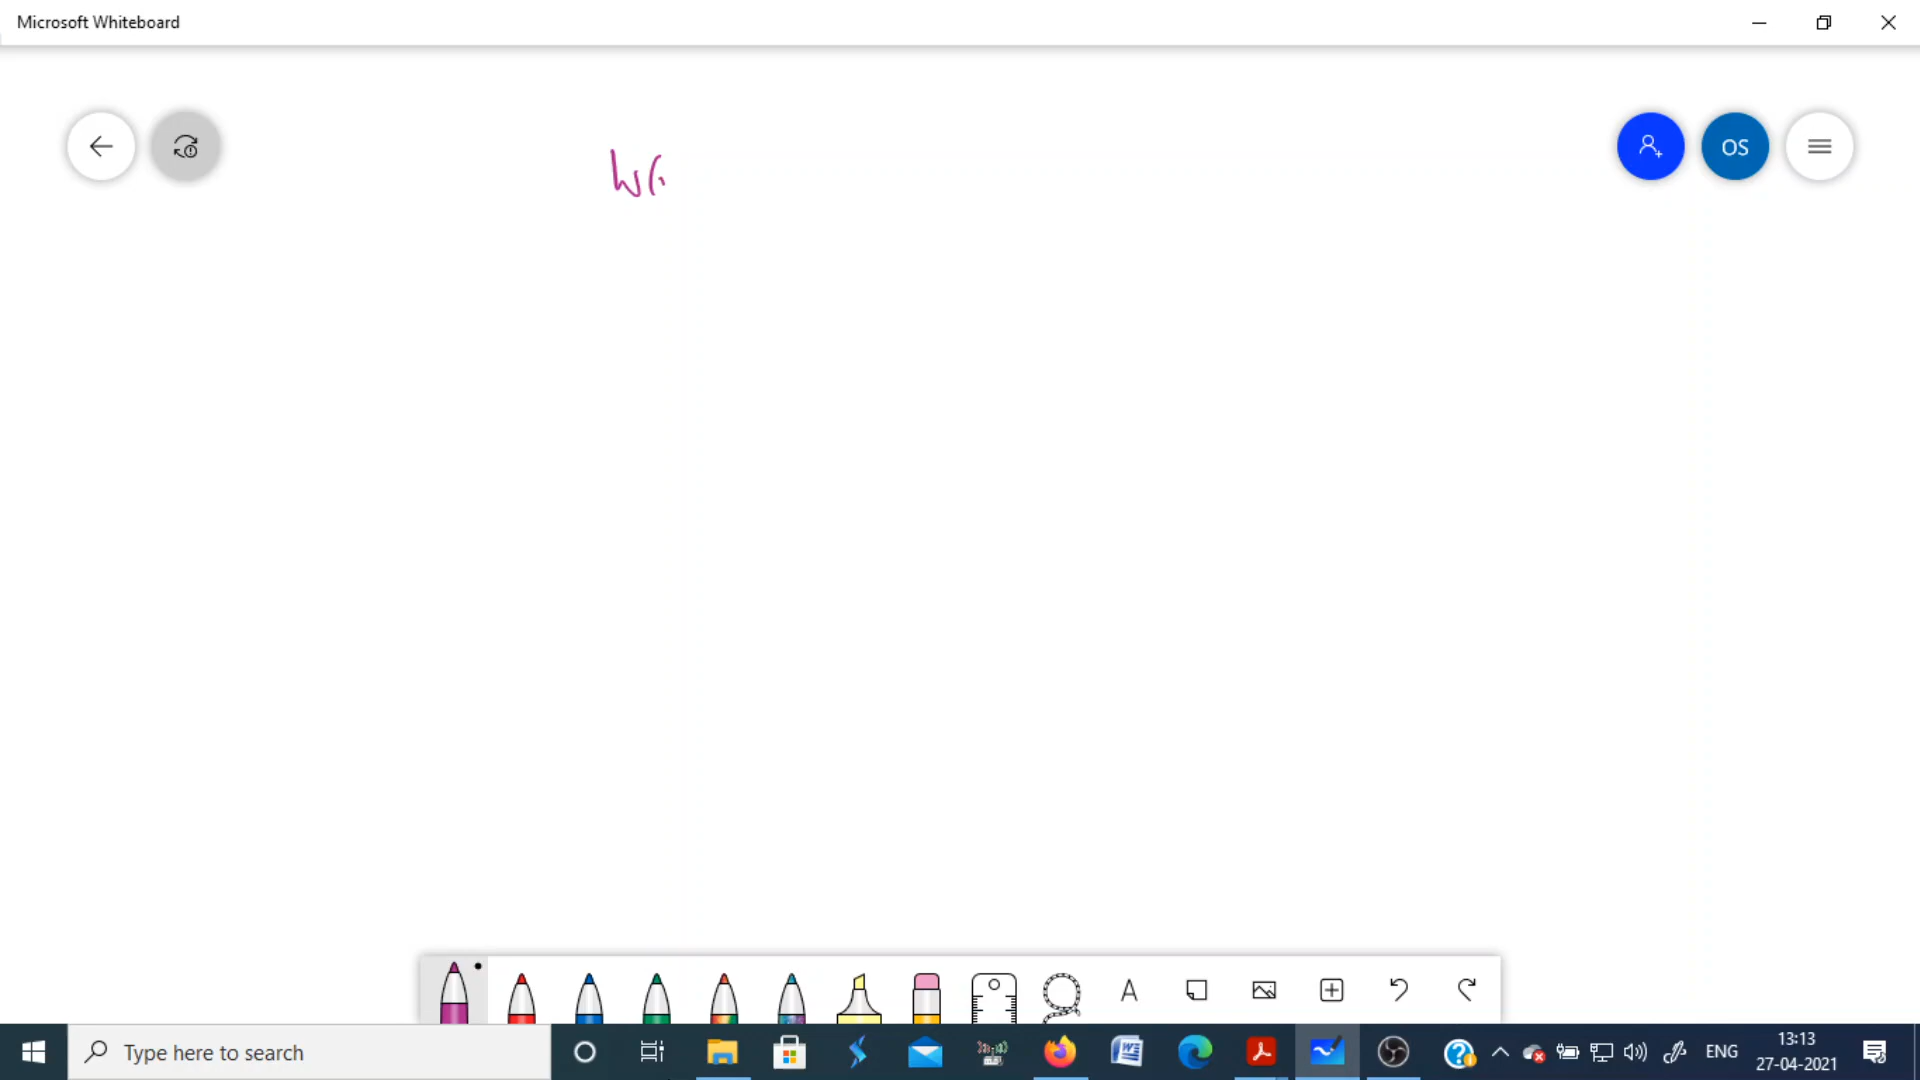 Microsoft Whiteboard
OS
A
Type here to search
ENG
13:13
27-04-2021